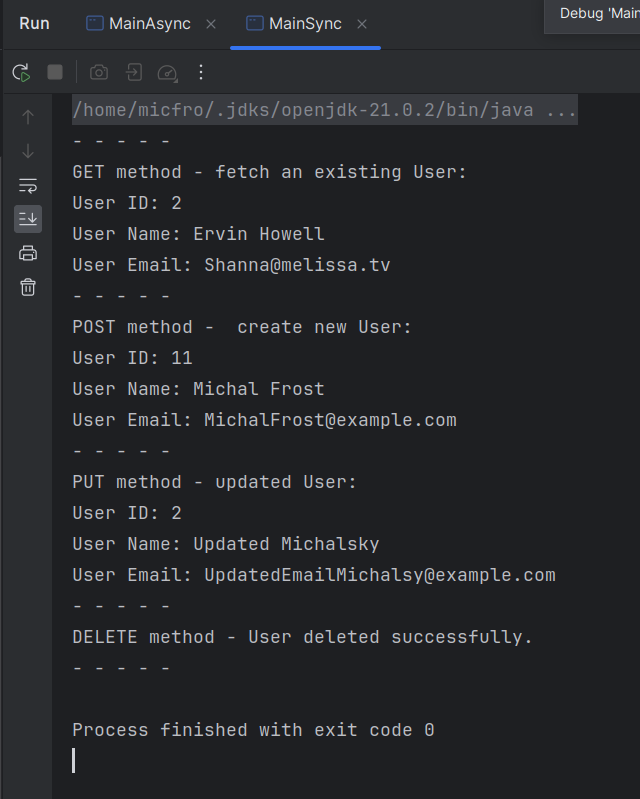 Run MainAsync MainSync Debug 'Main
/home/micfro/.jdks/openjdk-21.0.2/bin/java ...
- - - - -
GET method - fetch an existing User:
User ID: 2
User Name: Ervin Howell
User Email: Shanna@melissa.tv
- - - - -
POST method -  create new User:
User ID: 11
User Name: Michal Frost
User Email: MichalFrost@example.com
- - - - -
PUT method - updated User:
User ID: 2
User Name: Updated Michalsky
User Email: UpdatedEmailMichalsy@example.com
- - - - -
DELETE method - User deleted successfully.
- - - - -
Process finished with exit code 0